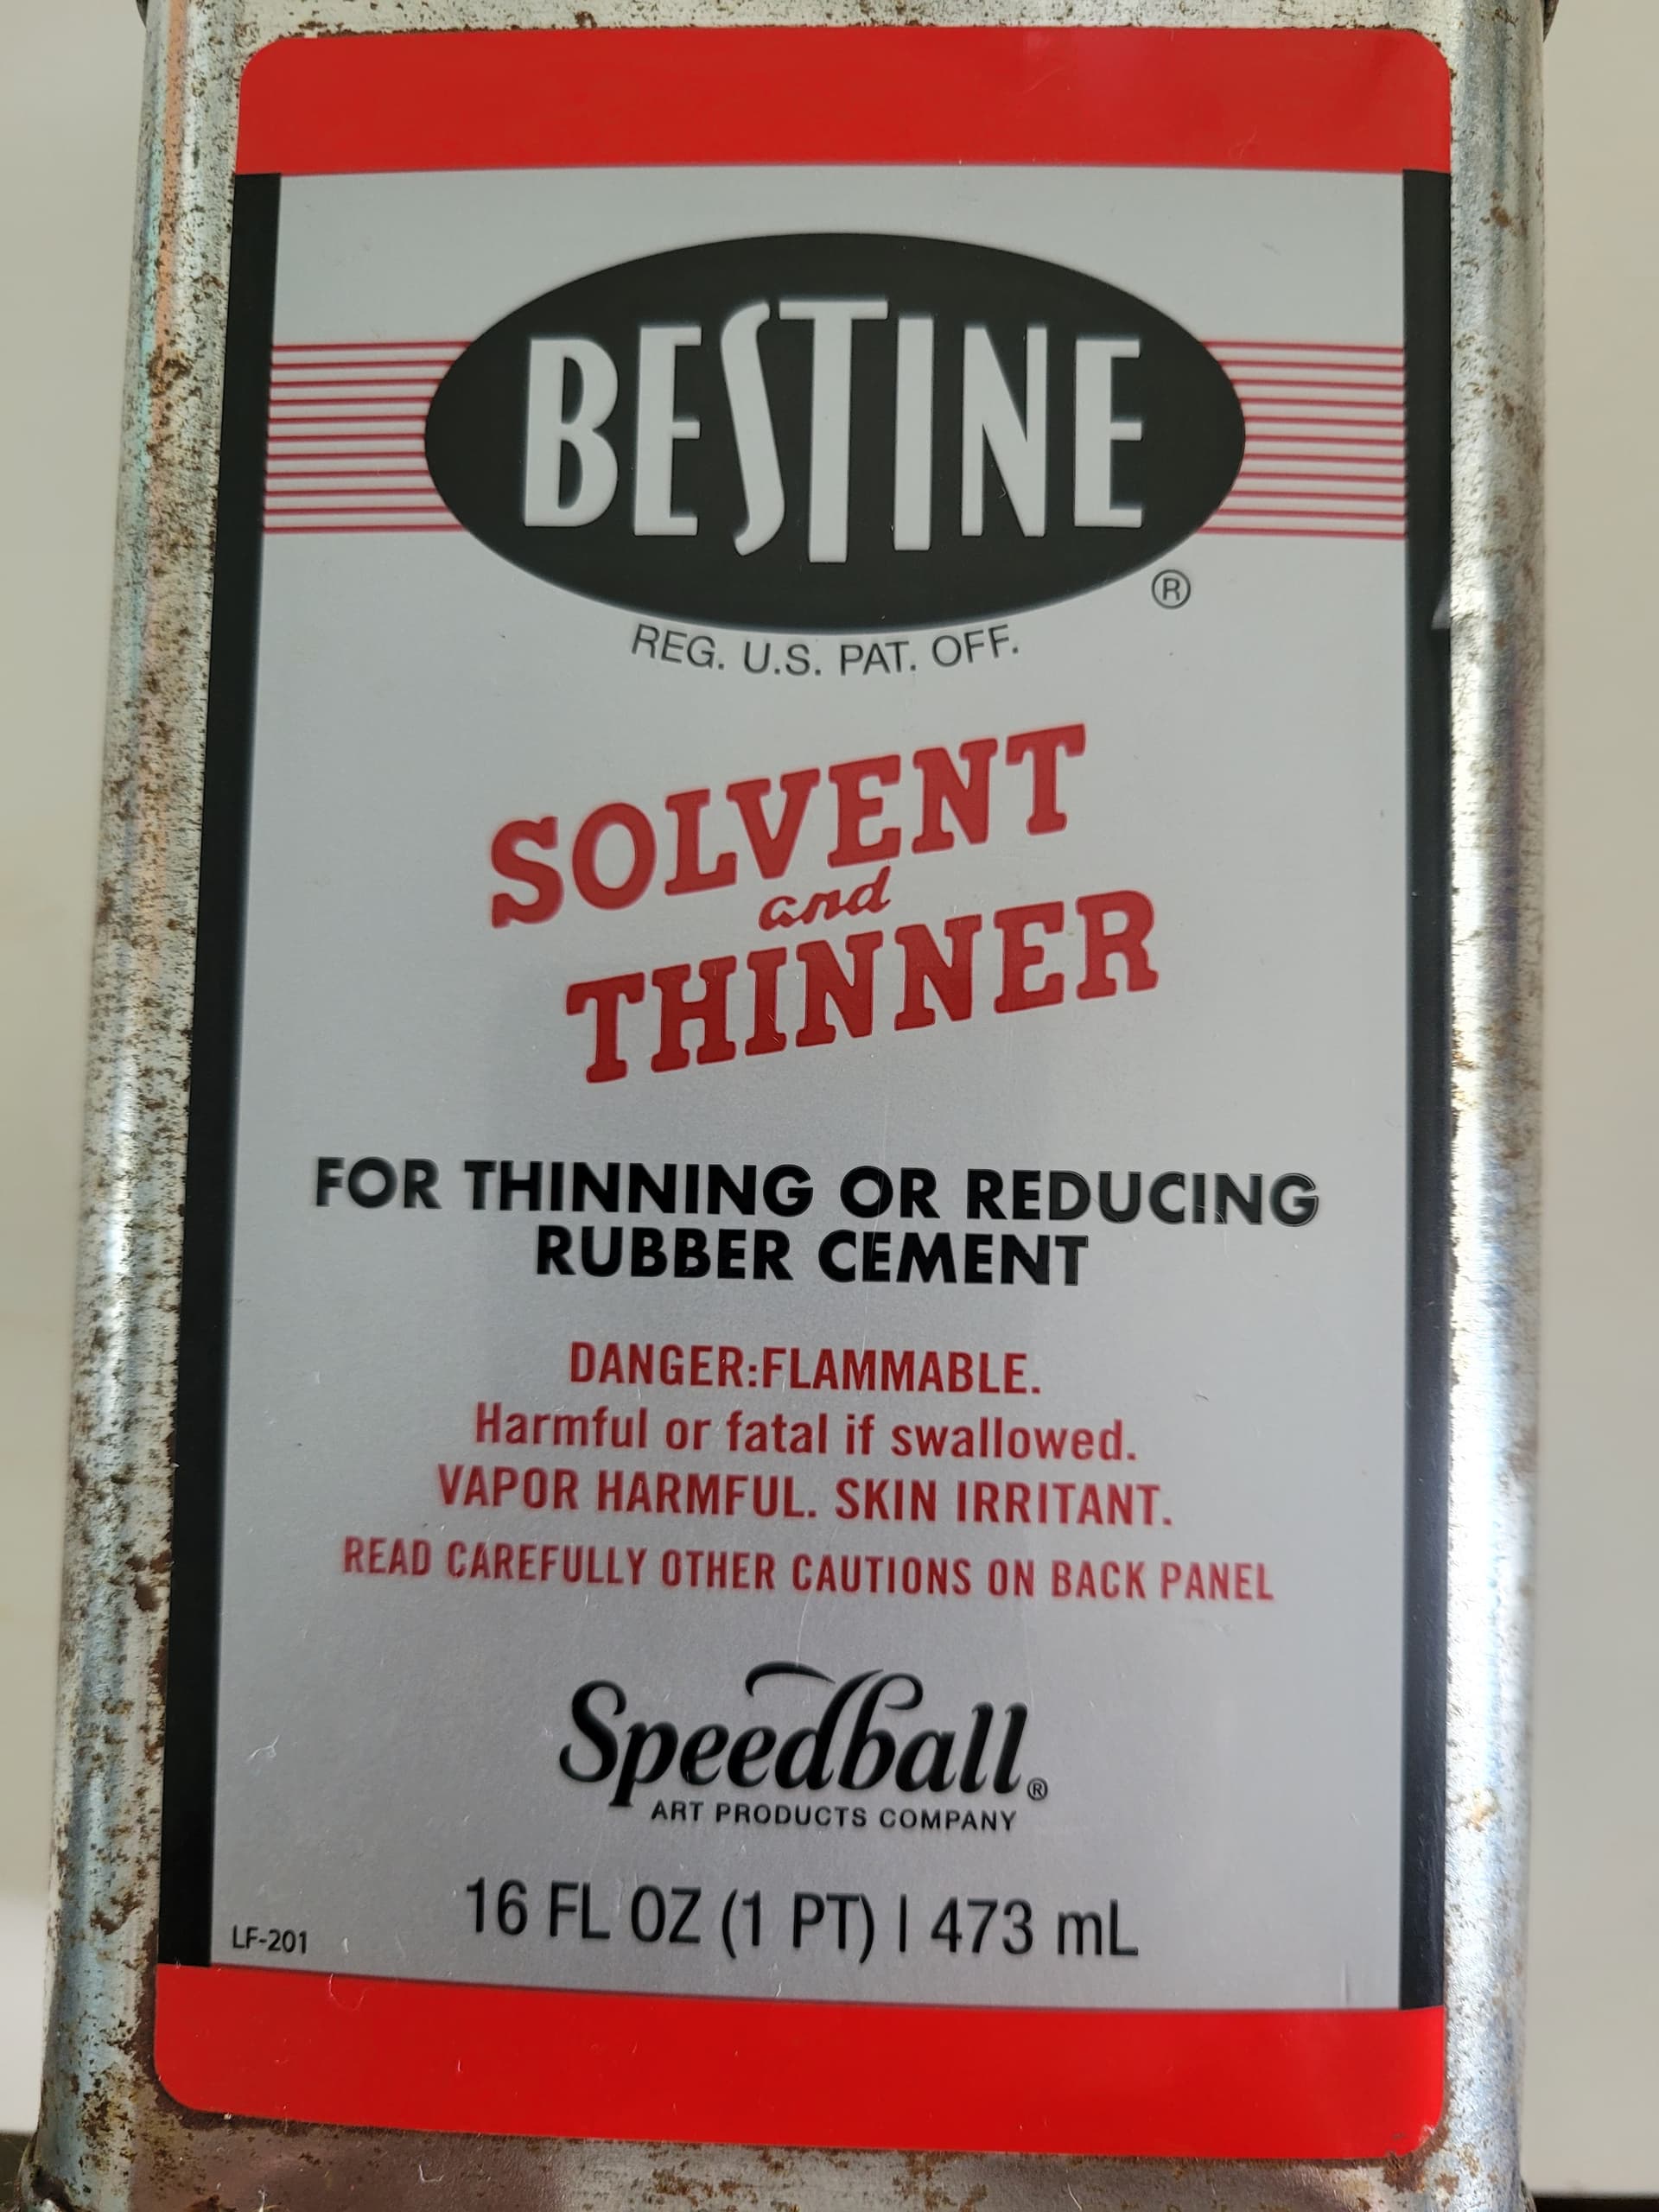 BESTINE
®
REG. U.S. PAT. OFF.
SOLVENT
and
THINNER
FOR THINNING OR REDUCING
RUBBER CEMENT
DANGER:FLAMMABLE.
Harmful or fatal if swallowed.
VAPOR HARMFUL. SKIN IRRITANT.
READ CAREFULLY OTHER CAUTIONS ON BACK PANEL
Speedball®
ART PRODUCTS COMPANY
16 FL OZ (1 PT) | 473 mL
LF-201